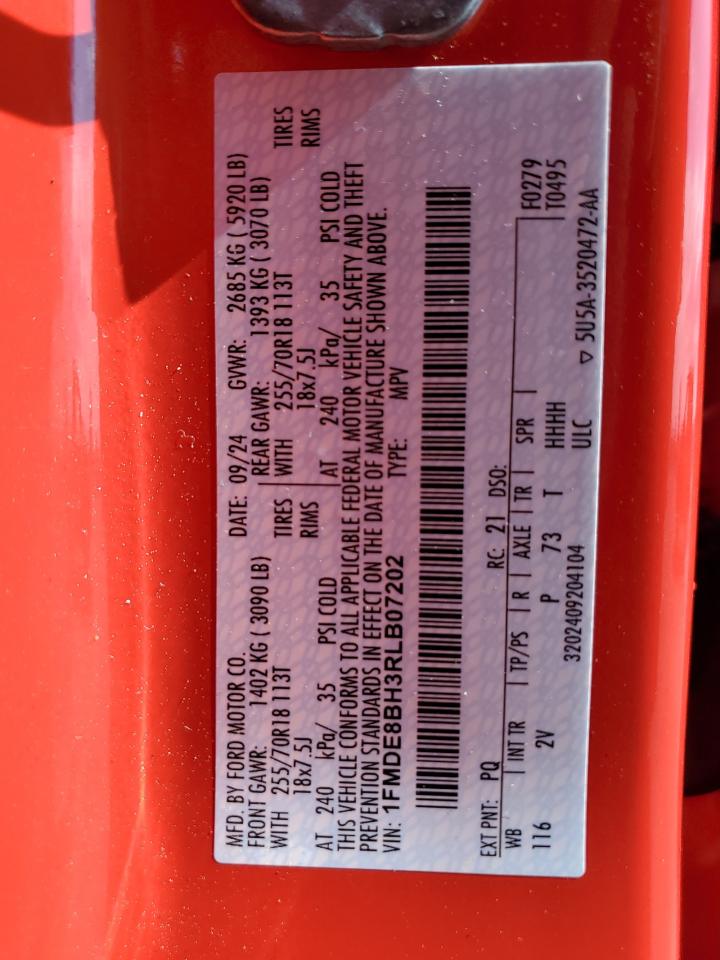 MFD. BY FORD MOTOR CO.
DATE: 09/24 GVWR: 2685 KG ( 5920 LB)
FRONT GAWR: 1402 KG ( 3090 LB) REAR GAWR: 1393 KG ( 3070 LB)
WITH 255/70R18 113T TIRES WITH 255/70R18 113T TIRES
18x7.5J RIMS 18x7.5J RIMS
AT 240 kPa/ 35 PSI COLD AT 240 kPa/ 35 PSI COLD
THIS VEHICLE CONFORMS TO ALL APPLICABLE FEDERAL MOTOR VEHICLE SAFETY AND THEFT
PREVENTION STANDARDS IN EFFECT ON THE DATE OF MANUFACTURE SHOWN ABOVE.
VIN: 1FMDE8BH3RLB07202 TYPE: MPV
EXT PNT: PQ RC: 21 DSO:
WB INT TR TP/PS R AXLE TR SPR F0279
116 2V P 73 T HHHH T0495
3202409204104 ULC ▽ 5U5A-3520472-AA